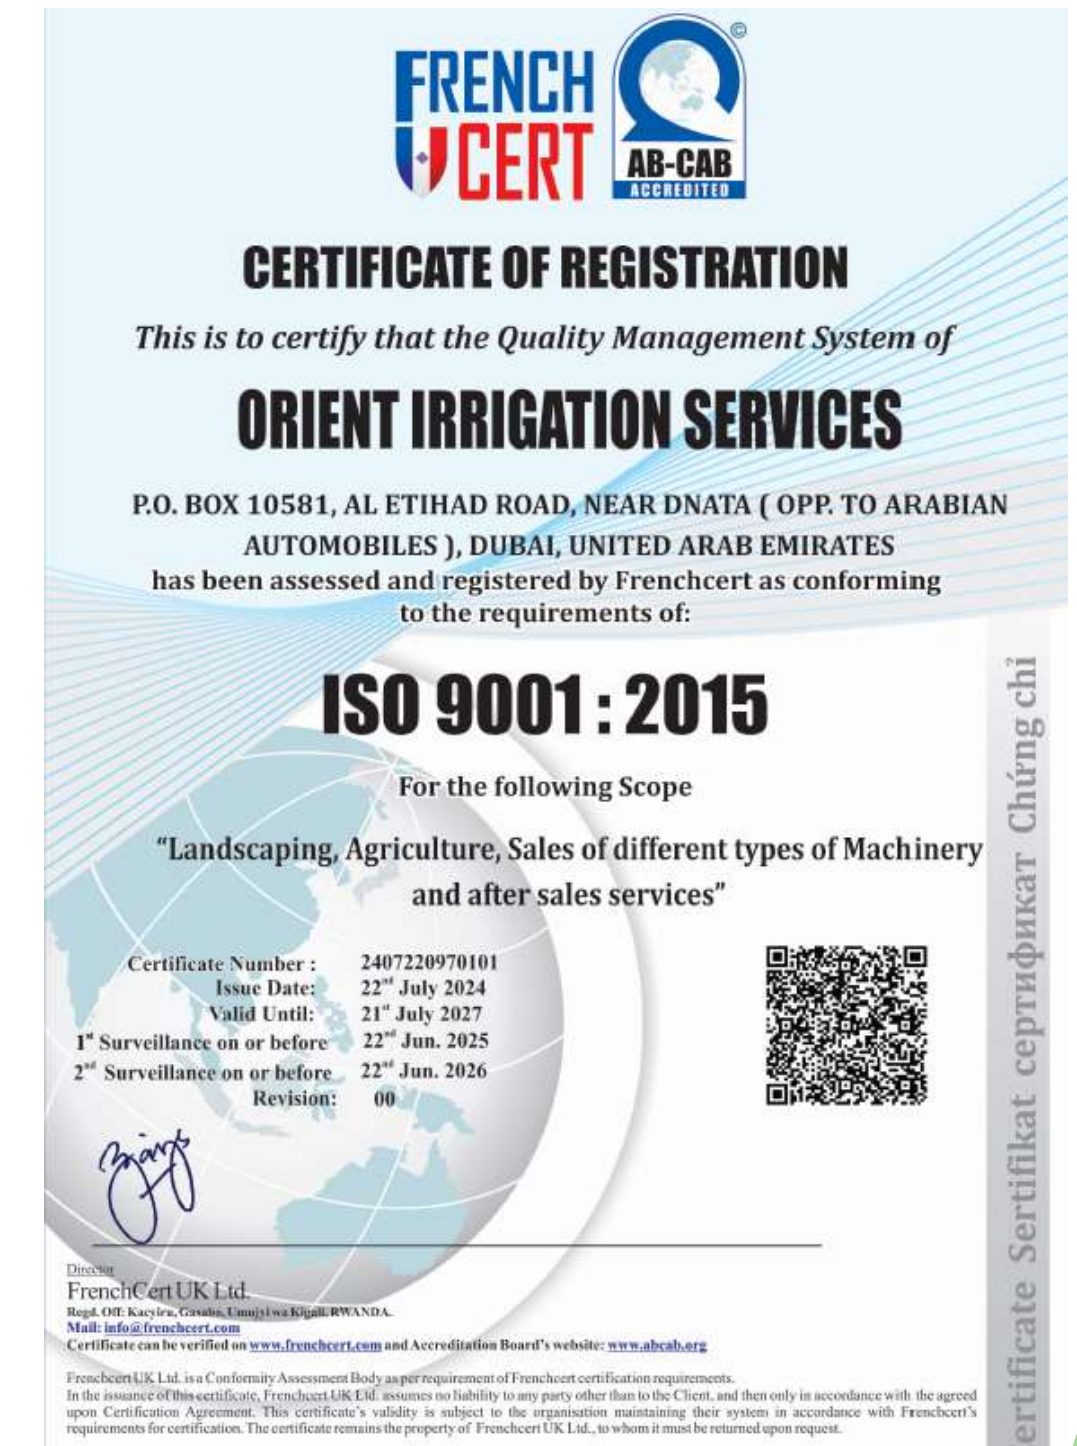 FRENCH
CERT
©
AB-CAB
ACCREDITED
CERTIFICATE OF REGISTRATION
This is to certify that the Quality Management System of
ORIENT IRRIGATION SERVICES
P.O. BOX 10581, AL ETIHAD ROAD, NEAR DNATA ( OPP. TO ARABIAN
AUTOMOBILES ), DUBAI, UNITED ARAB EMIRATES
has been assessed and registered by Frenchcert as conforming
to the requirements of:
ISO 9001 : 2015
For the following Scope
“Landscaping, Agriculture, Sales of different types of Machinery
and after sales services”
Certificate Number : 2407220970101
Issue Date: 22nd July 2024
Valid Until: 21st July 2027
1st Surveillance on or before 22nd Jun. 2025
2nd Surveillance on or before 22nd Jun. 2026
Revision: 00
Director
FrenchCert UK Ltd.
Regd. Off: Kacyiru, Gasabo, Umujyi wa Kigali, RWANDA.
Mail: info@frenchcert.com
Certificate can be verified on www.frenchcert.com and Accreditation Board’s website: www.abcab.org
Frenchcert UK Ltd. is a Conformity Assessment Body as per requirement of Frenchcert certification requirements.
In the issuance of this certificate, Frenchcert UK Ltd. assumes no liability to any party other than to the Client, and then only in accordance with the agreed
upon Certification Agreement. This certificate’s validity is subject to the organisation maintaining their system in accordance with Frenchcert’s
requirements for certification. The certificate remains the property of Frenchcert UK Ltd., to whom it must be returned upon request.
ertificate Sertifikat сертификат Chứng chỉ